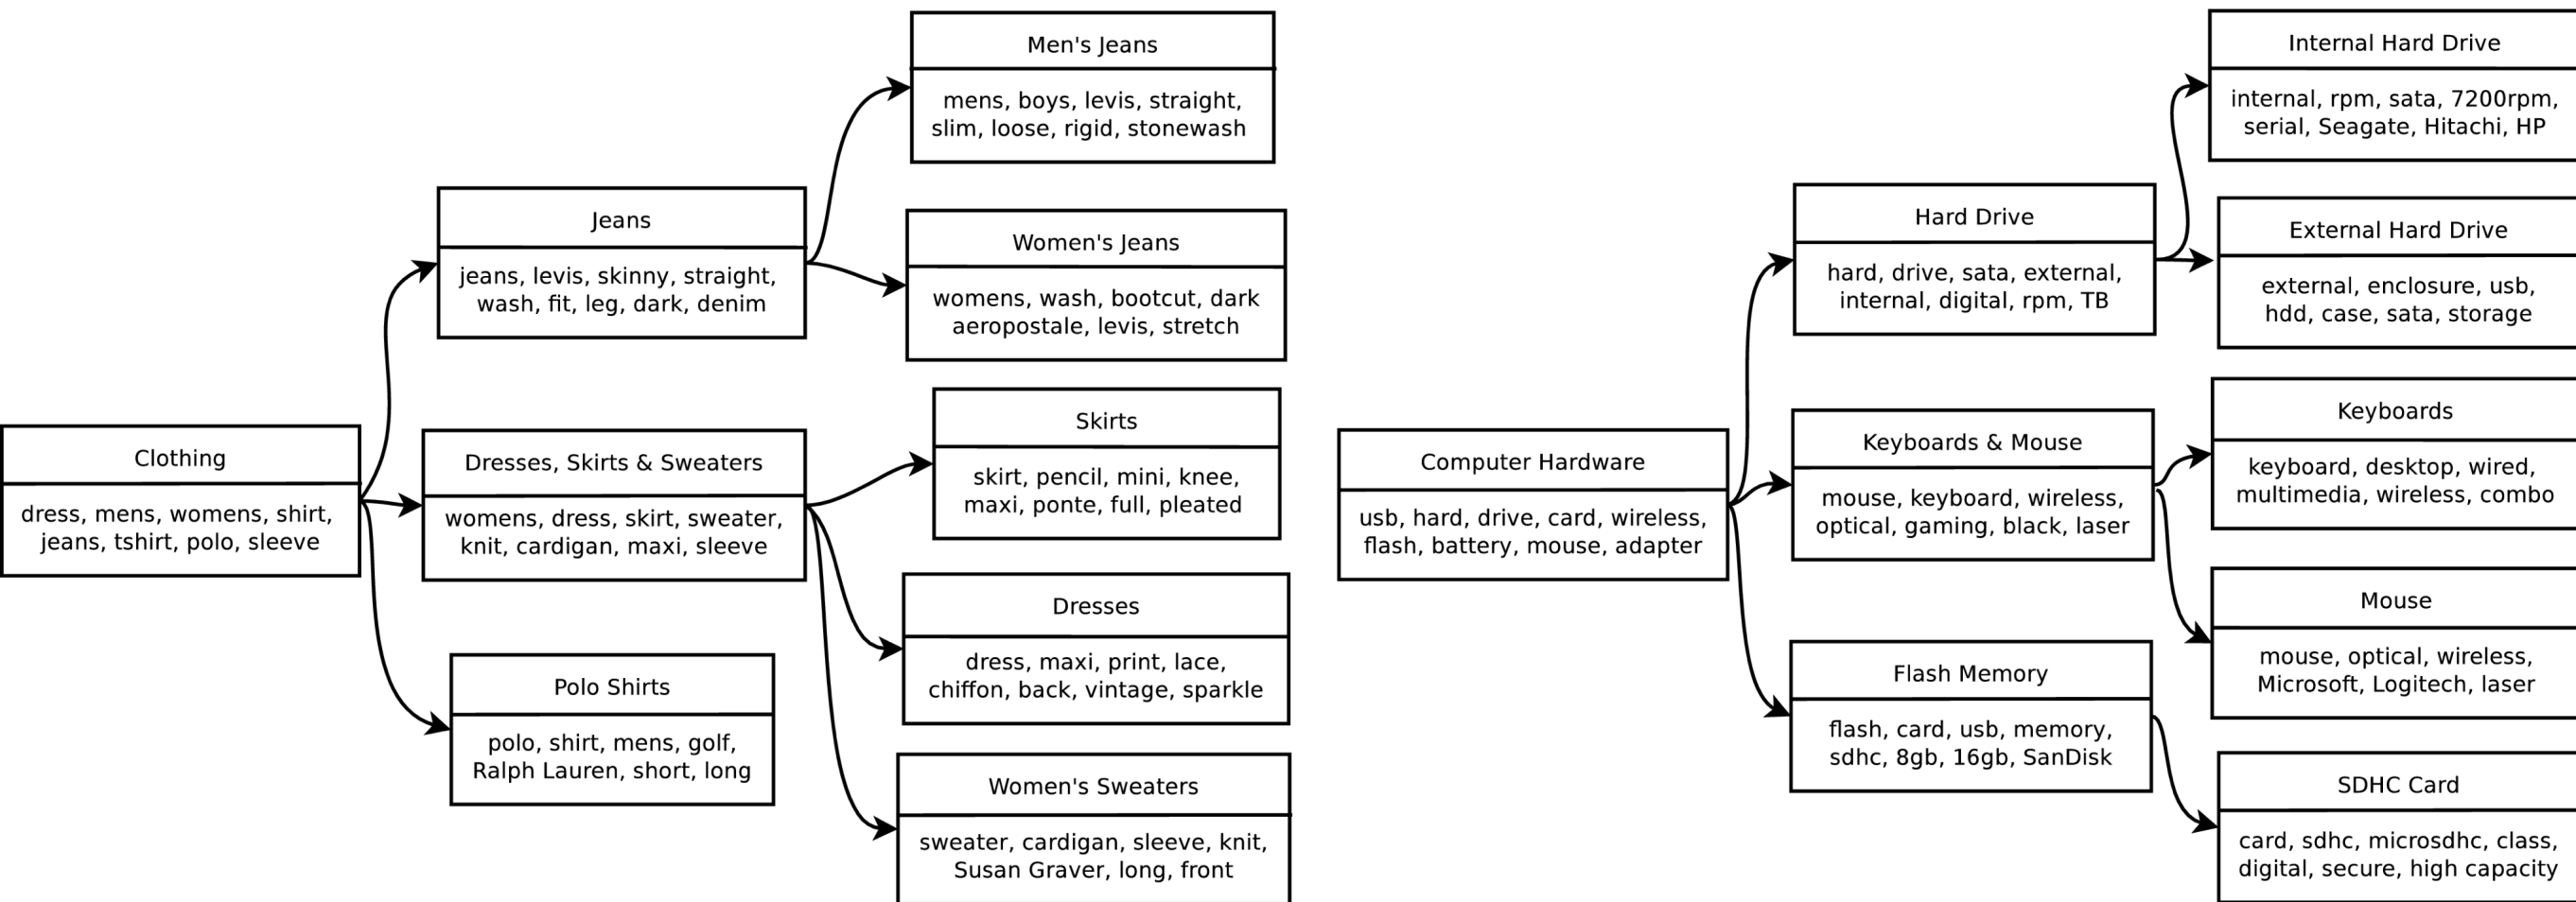 Clothing
dress, mens, womens, shirt,
jeans, tshirt, polo, sleeve
Jeans
jeans, levis, skinny, straight,
wash, fit, leg, dark, denim
Dresses, Skirts & Sweaters
womens, dress, skirt, sweater,
knit, cardigan, maxi, sleeve
Polo Shirts
polo, shirt, mens, golf,
Ralph Lauren, short, long
Men's Jeans
mens, boys, levis, straight,
slim, loose, rigid, stonewash
Women's Jeans
womens, wash, bootcut, dark
aeropostale, levis, stretch
Skirts
skirt, pencil, mini, knee,
maxi, ponte, full, pleated
Dresses
dress, maxi, print, lace,
chiffon, back, vintage, sparkle
Women's Sweaters
sweater, cardigan, sleeve, knit,
Susan Graver, long, front
Computer Hardware
usb, hard, drive, card, wireless,
flash, battery, mouse, adapter
Hard Drive
hard, drive, sata, external,
internal, digital, rpm, TB
Keyboards & Mouse
mouse, keyboard, wireless,
optical, gaming, black, laser
Flash Memory
flash, card, usb, memory,
sdhc, 8gb, 16gb, SanDisk
Internal Hard Drive
internal, rpm, sata, 7200rpm,
serial, Seagate, Hitachi, HP
External Hard Drive
external, enclosure, usb,
hdd, case, sata, storage
Keyboards
keyboard, desktop, wired,
multimedia, wireless, combo
Mouse
mouse, optical, wireless,
Microsoft, Logitech, laser
SDHC Card
card, sdhc, microsdhc, class,
digital, secure, high capacity